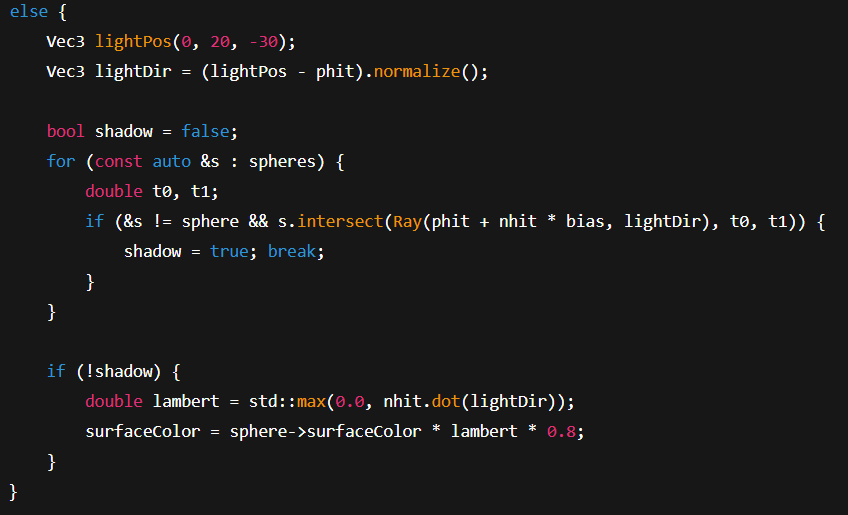 else {
    Vec3 lightPos(0, 20, -30);
    Vec3 lightDir = (lightPos - phit).normalize();

    bool shadow = false;
    for (const auto &s : spheres) {
        double t0, t1;
        if (&s != sphere && s.intersect(Ray(phit + nhit * bias, lightDir), t0, t1)) {
            shadow = true; break;
        }
    }

    if (!shadow) {
        double lambert = std::max(0.0, nhit.dot(lightDir));
        surfaceColor = sphere->surfaceColor * lambert * 0.8;
    }
}